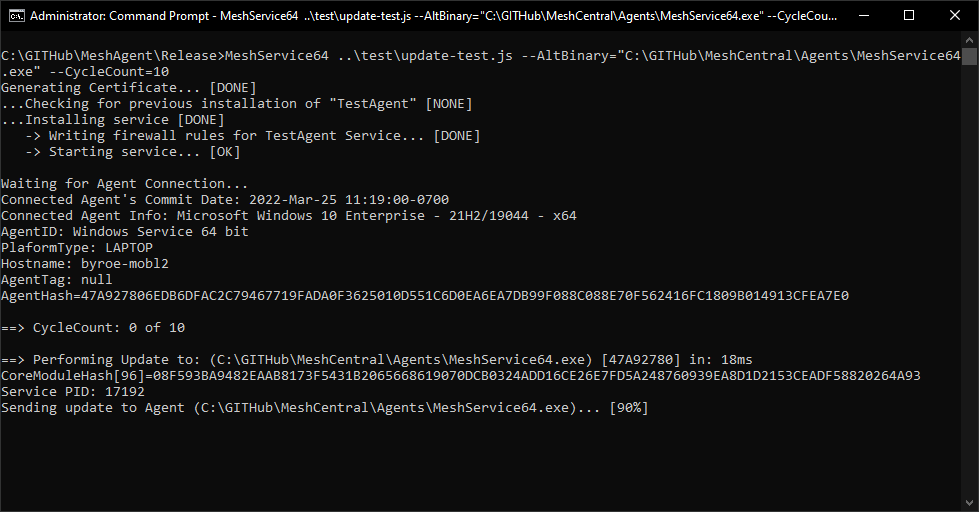 Administrator: Command Prompt - MeshService64 ..\test\update-test.js --AltBinary="C:\GITHub\MeshCentral\Agents\MeshService64.exe" --CycleCou...
C:\GITHub\MeshAgent\Release>MeshService64 ..\test\update-test.js --AltBinary="C:\GITHub\MeshCentral\Agents\MeshService64
.exe" --CycleCount=10
Generating Certificate... [DONE]
...Checking for previous installation of "TestAgent" [NONE]
...Installing service [DONE]
   -> Writing firewall rules for TestAgent Service... [DONE]
   -> Starting service... [OK]
Waiting for Agent Connection...
Connected Agent's Commit Date: 2022-Mar-25 11:19:00-0700
Connected Agent Info: Microsoft Windows 10 Enterprise - 21H2/19044 - x64
AgentID: Windows Service 64 bit
PlaformType: LAPTOP
Hostname: byroe-mobl2
AgentTag: null
AgentHash=47A927806EDB6DFAC2C79467719FADA0F3625010D551C6D0EA6EA7DB99F088C088E70F562416FC1809B014913CFEA7E0
==> CycleCount: 0 of 10
==> Performing Update to: (C:\GITHub\MeshCentral\Agents\MeshService64.exe) [47A92780] in: 18ms
CoreModuleHash[96]=08F593BA9482EAAB8173F5431B2065668619070DCB0324ADD16CE26E7FD5A248760939EA8D1D2153CEADF58820264A93
Service PID: 17192
Sending update to Agent (C:\GITHub\MeshCentral\Agents\MeshService64.exe)... [90%]